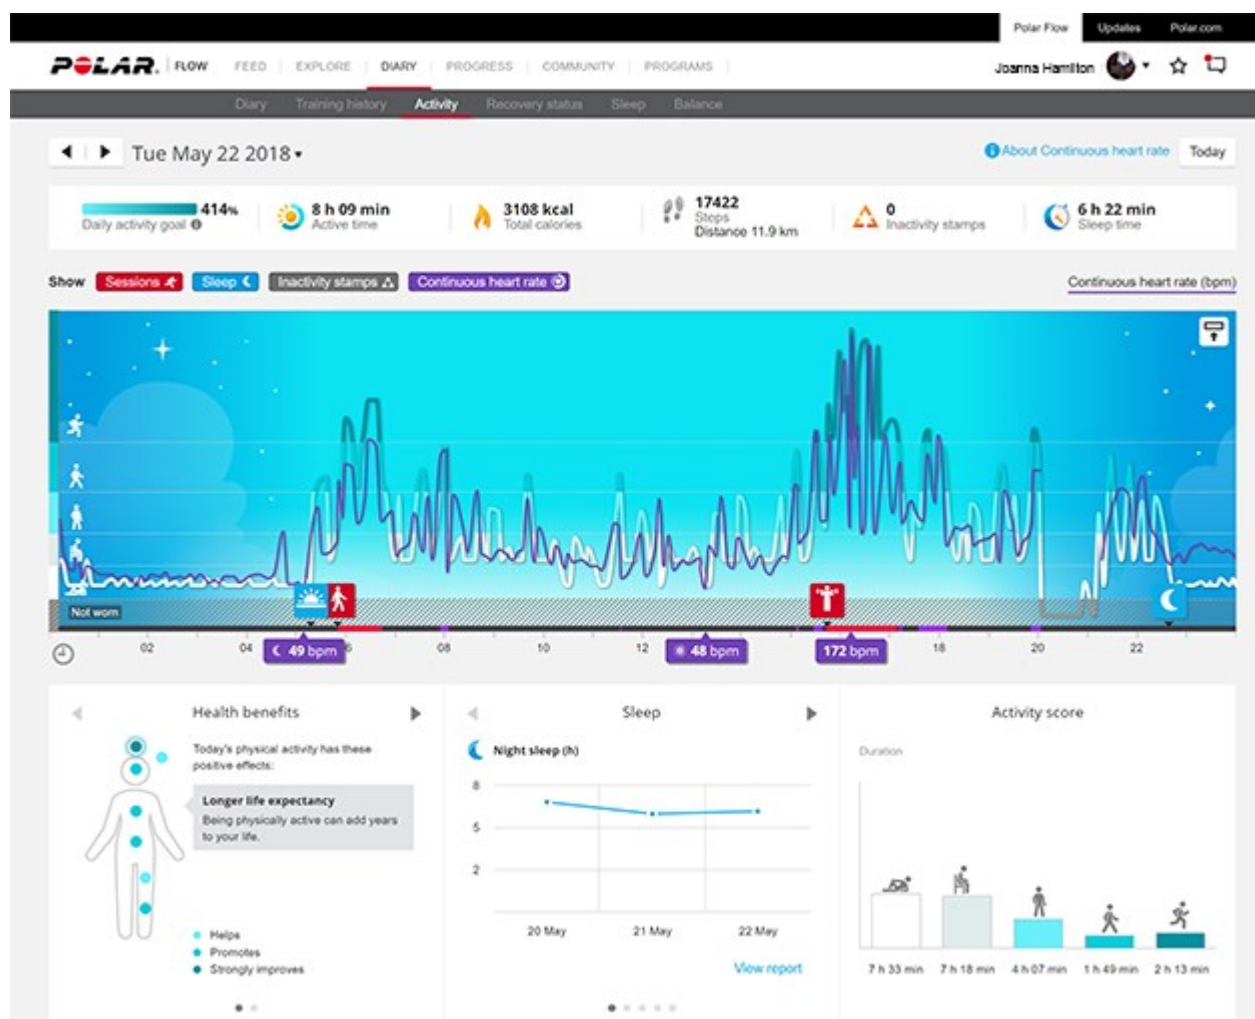 Polar Flow Updates Polar.com
POLAR. FLOW FEED EXPLORE DIARY PROGRESS COMMUNITY PROGRAMS Joanna Hamilton
Diary Training history Activity Recovery status Sleep Balance
Tue May 22 2018 About Continuous heart rate Today
414%
Daily activity goal
8 h 09 min
Active time
3108 kcal
Total calories
17422
Steps
Distance 11.9 km
0
Inactivity stamps
6 h 22 min
Sleep time
Show Sessions Sleep Inactivity stamps Continuous heart rate Continuous heart rate (bpm)
Not worn
02 04 6 08 10 12 16 18 20 22
49 bpm 48 bpm 172 bpm
Health benefits
Today's physical activity has these
positive effects:
Longer life expectancy
Being physically active can add years
to your life.
Helps
Promotes
Strongly improves
Sleep
Night sleep (h)
8
5
2
20 May 21 May 22 May
View report
Activity score
Duration
7 h 33 min 7 h 18 min 4 h 07 min 1 h 49 min 2 h 13 min